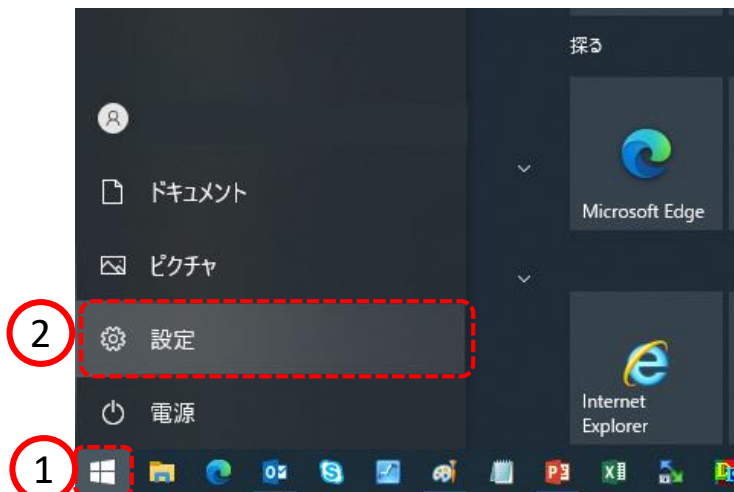 探る
Microsoft Edge
ドキュメント
ピクチャ
2
設定
Internet
Explorer
電源
1